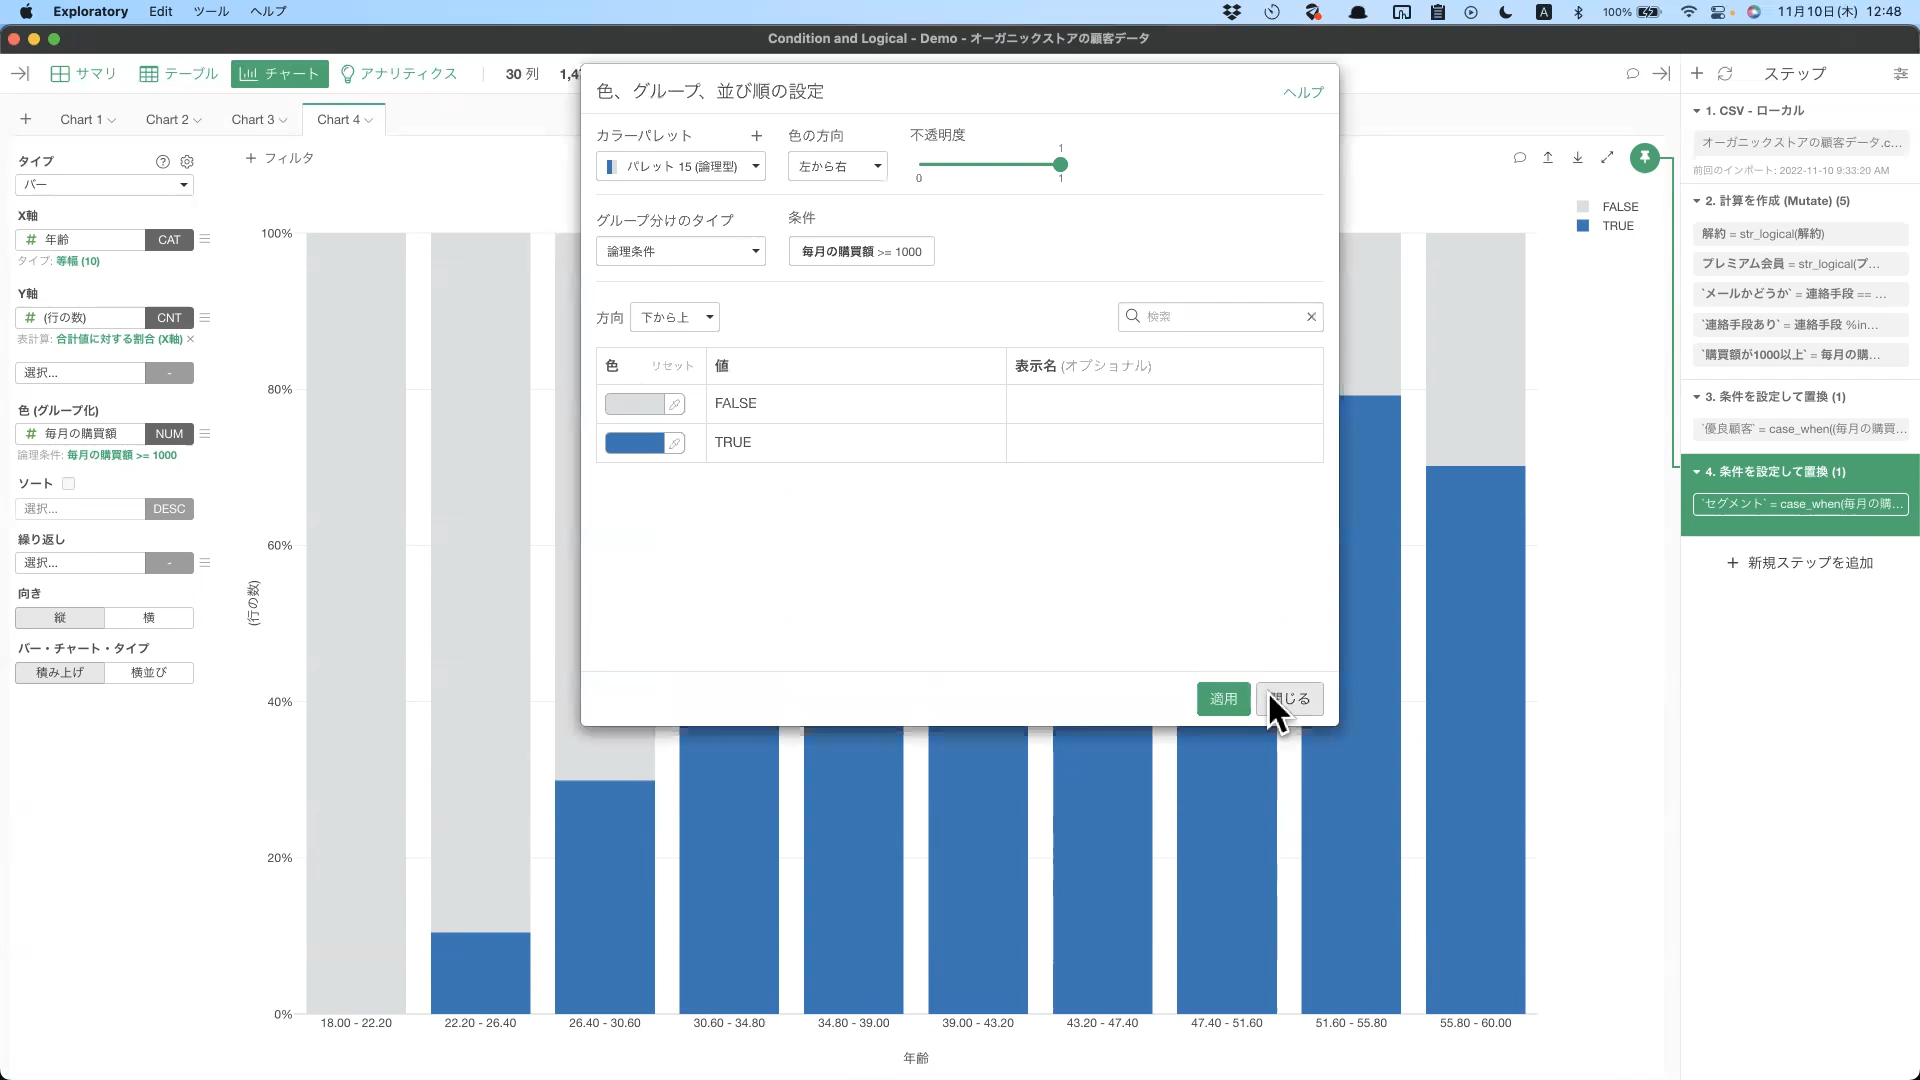 Exploratory Edit ツール ヘルプ
A 100% 11月10日(木) 12:48
Condition and Logical - Demo - オーガニックストアの顧客データ
サマリ テーブル チャート アナリティクス 30 列
ステップ
Chart 1 Chart 2 Chart 3 Chart 4
フィルタ
タイプ
バー
X軸
# 年齢 CAT
タイプ: 等幅 (10)
Y軸
# (行の数) CNT
表計算: 合計値に対する割合 (X軸) ×
選択... -
色 (グループ化)
# 毎月の購買額 NUM
論理条件: 毎月の購買額 >= 1000
ソート
選択... DESC
繰り返し
選択... -
向き
縦 横
バー・チャート・タイプ
積み上げ 横並び
色、グループ、並び順の設定 ヘルプ
カラーパレット + 色の方向 不透明度
パレット 15 (論理型) 左から右 1
0 1
グループ分けのタイプ 条件
論理条件 毎月の購買額 >= 1000
方向 下から上 検索
色 リセット 値 表示名 (オプショナル)
FALSE
TRUE
適用
FALSE
TRUE
100%
80%
60%
40%
20%
0%
(行の数)
18.00 - 22.20 22.20 - 26.40 26.40 - 30.60 30.60 - 34.80 34.80 - 39.00 39.00 - 43.20 43.20 - 47.40 47.40 - 51.60 51.60 - 55.80 55.80 - 60.00
年齢
1. CSV - ローカル
オーガニックストアの顧客データ.c...
前回のインポート: 2022-11-10 9:33:20 AM
2. 計算を作成 (Mutate) (5)
解約 = str_logical(解約)
プレミアム会員 = str_logical(プ...
`メールかどうか` = 連絡手段 == ...
`連絡手段あり` = 連絡手段 %in...
`購買額が1000以上` = 毎月の購...
3. 条件を設定して置換 (1)
`優良顧客` = case_when((毎月の購買...
4. 条件を設定して置換 (1)
`セグメント` = case_when(毎月の購...
+ 新規ステップを追加